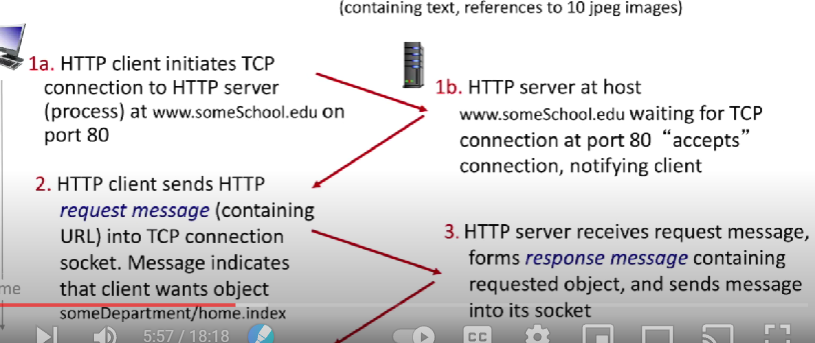 (containing text, references to 10 jpeg images)
1a. HTTP client initiates TCP
connection to HTTP server
(process) at www.someSchool.edu on
port 80
1b. HTTP server at host
www.someSchool.edu waiting for TCP
connection at port 80 “accepts”
connection, notifying client
2. HTTP client sends HTTP
request message (containing
URL) into TCP connection
socket. Message indicates
that client wants object
someDepartment/home.index
3. HTTP server receives request message,
forms response message containing
requested object, and sends message
into its socket
me
5:57 / 18:18
CC